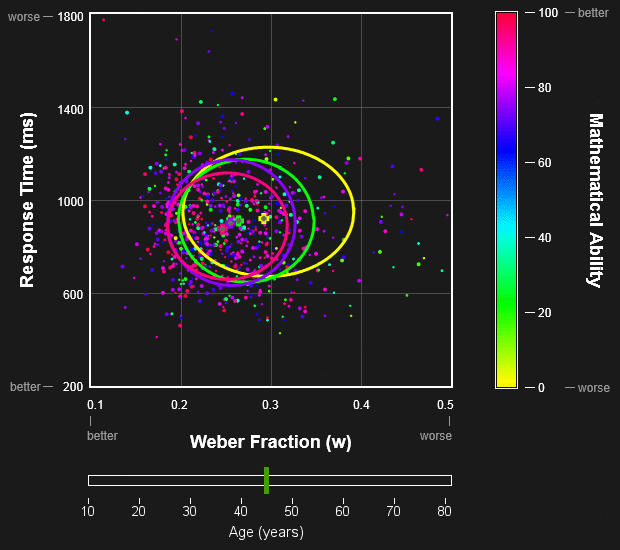 worse
1800
1400
1000
600
better
200
Response Time (ms)
0.1
0.2
0.3
0.4
0.5
better
worse
Weber Fraction (w)
10
20
30
40
50
60
70
80
Age (years)
100
better
80
60
40
20
0
worse
Mathematical Ability